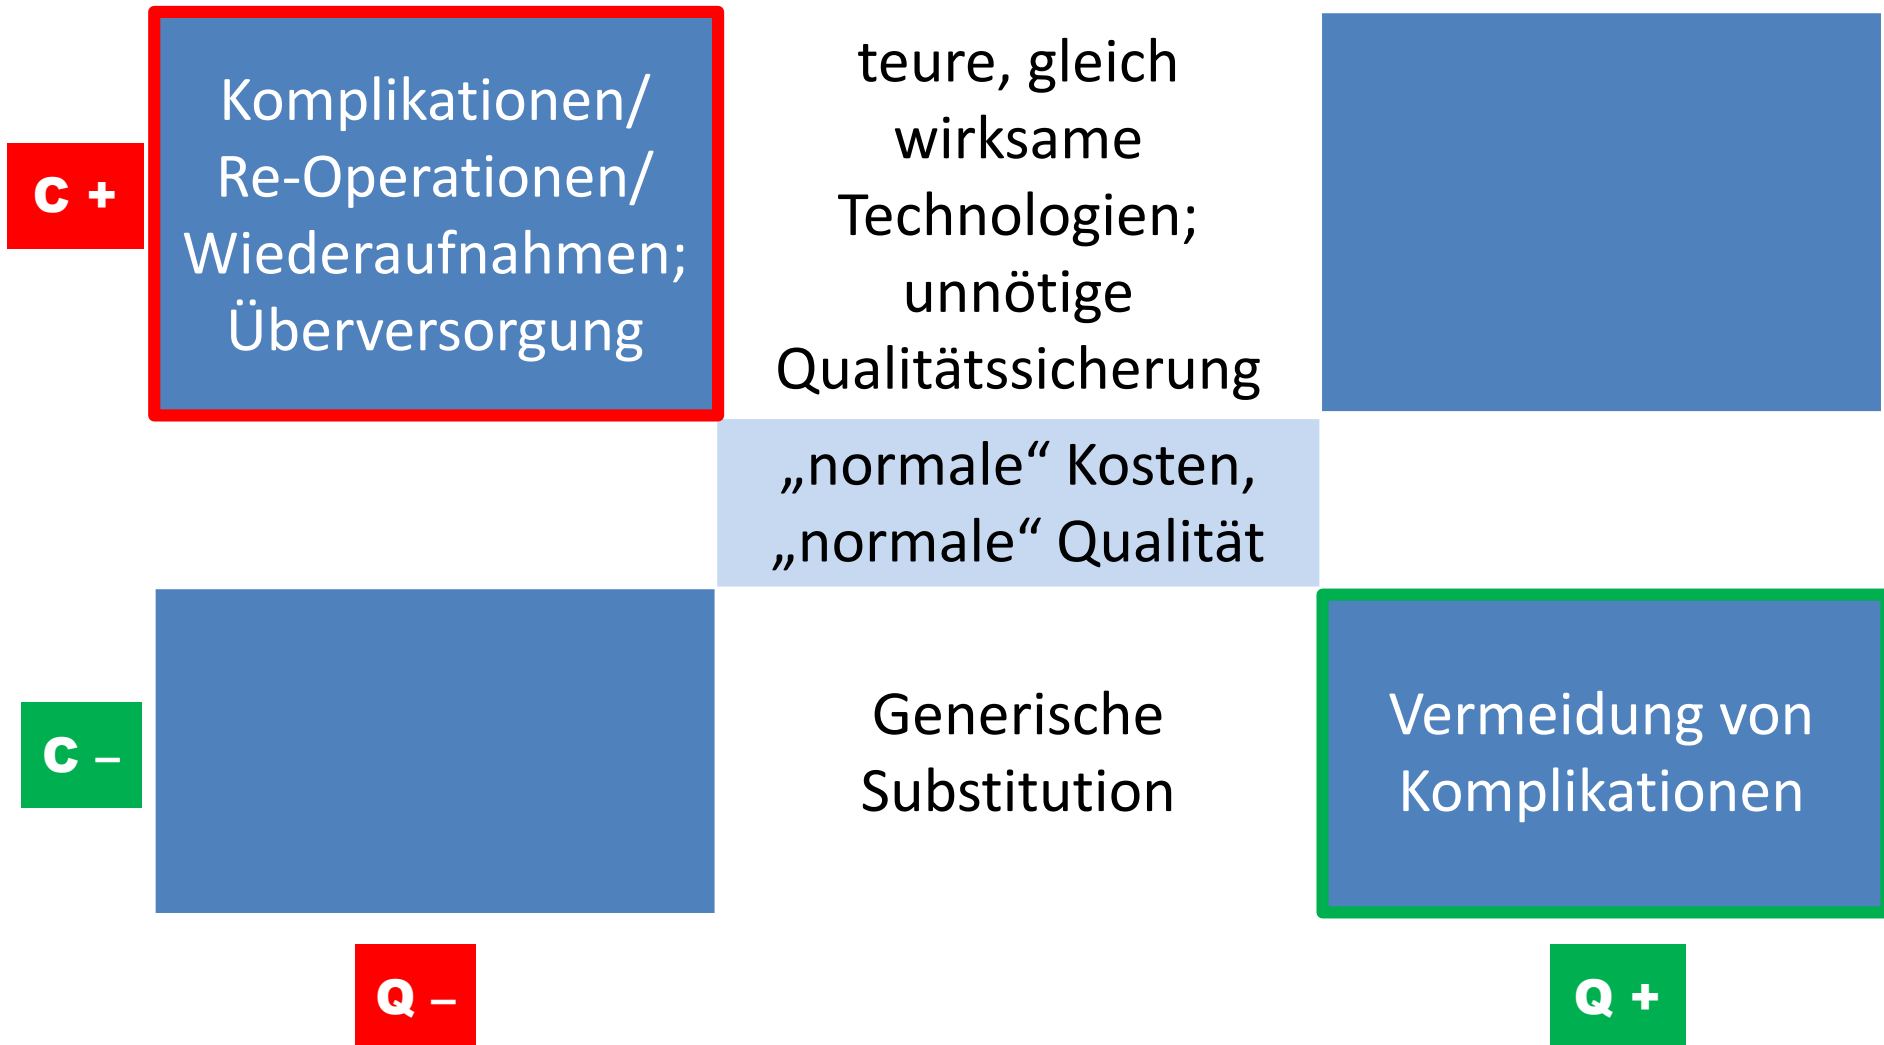 Komplikationen/
Re-Operationen/
Wiederaufnahmen;
Überversorgung
teure, gleich
wirksame
Technologien;
unnötige
Qualitätssicherung
C +
„normale“ Kosten,
„normale“ Qualität
C –
Generische
Substitution
Vermeidung von
Komplikationen
Q –
Q +